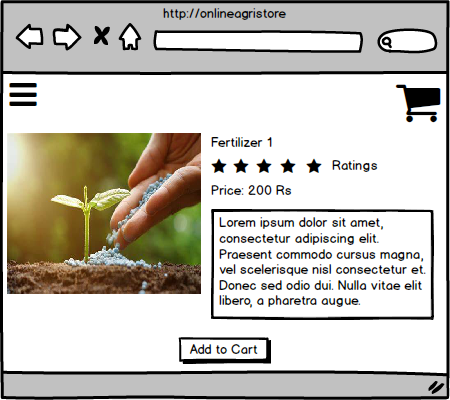 http://onlineagristore
Fertilizer 1
Ratings
Price: 200 Rs
Lorem ipsum dolor sit amet,
consectetur adipiscing elit.
Praesent commodo cursus magna,
vel scelerisque nisl consectetur et.
Donec sed odio dui. Nulla vitae elit
libero, a pharetra augue.
Add to Cart